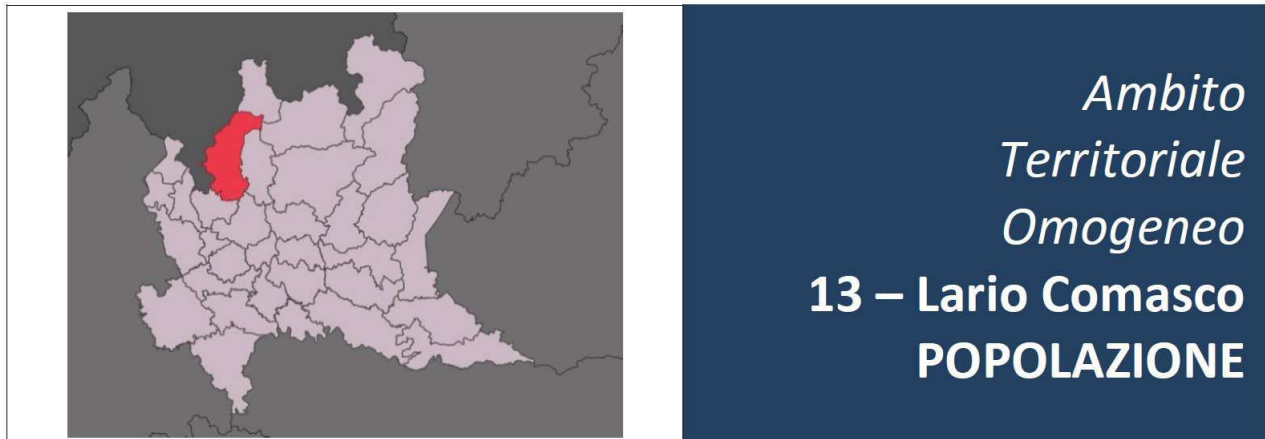 Ambito
Territoriale
Omogeneo
13 – Lario Comasco
POPOLAZIONE